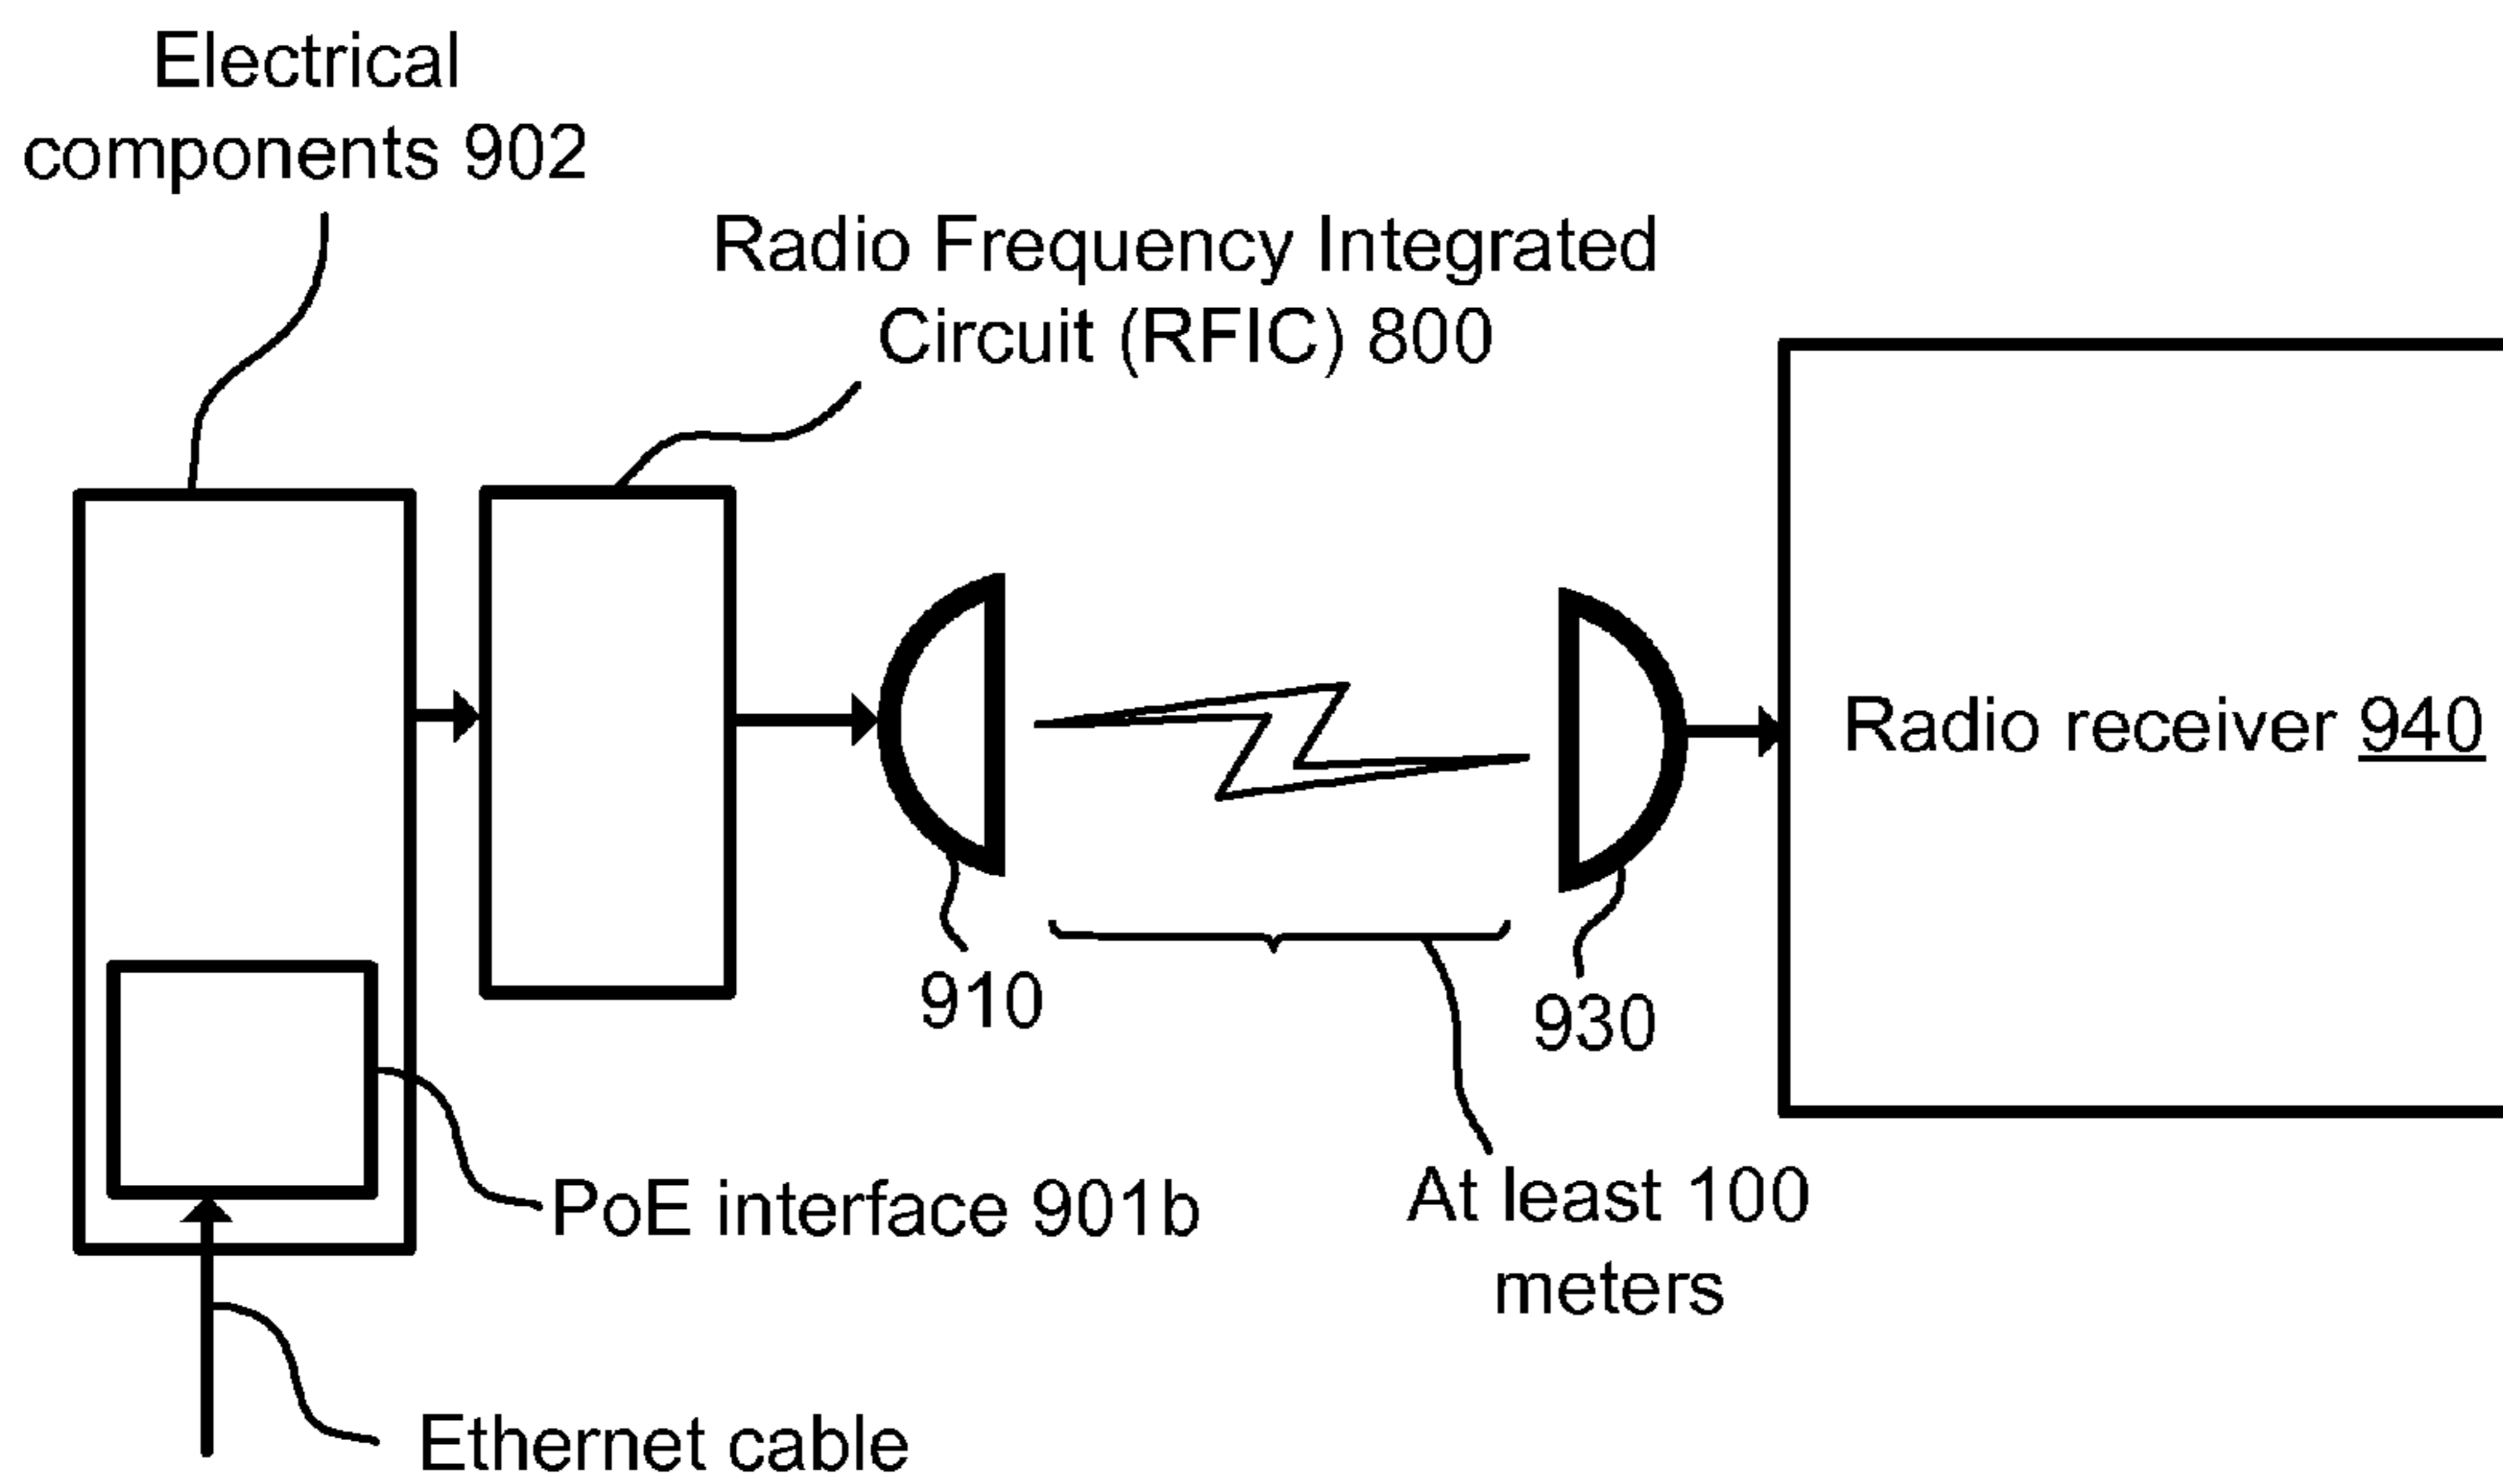 Electrical
components 902
Radio Frequency Integrated
Circuit (RFIC) 800
Radio receiver 940
910
930
PoE interface 901b
At least 100
meters
Ethernet cable